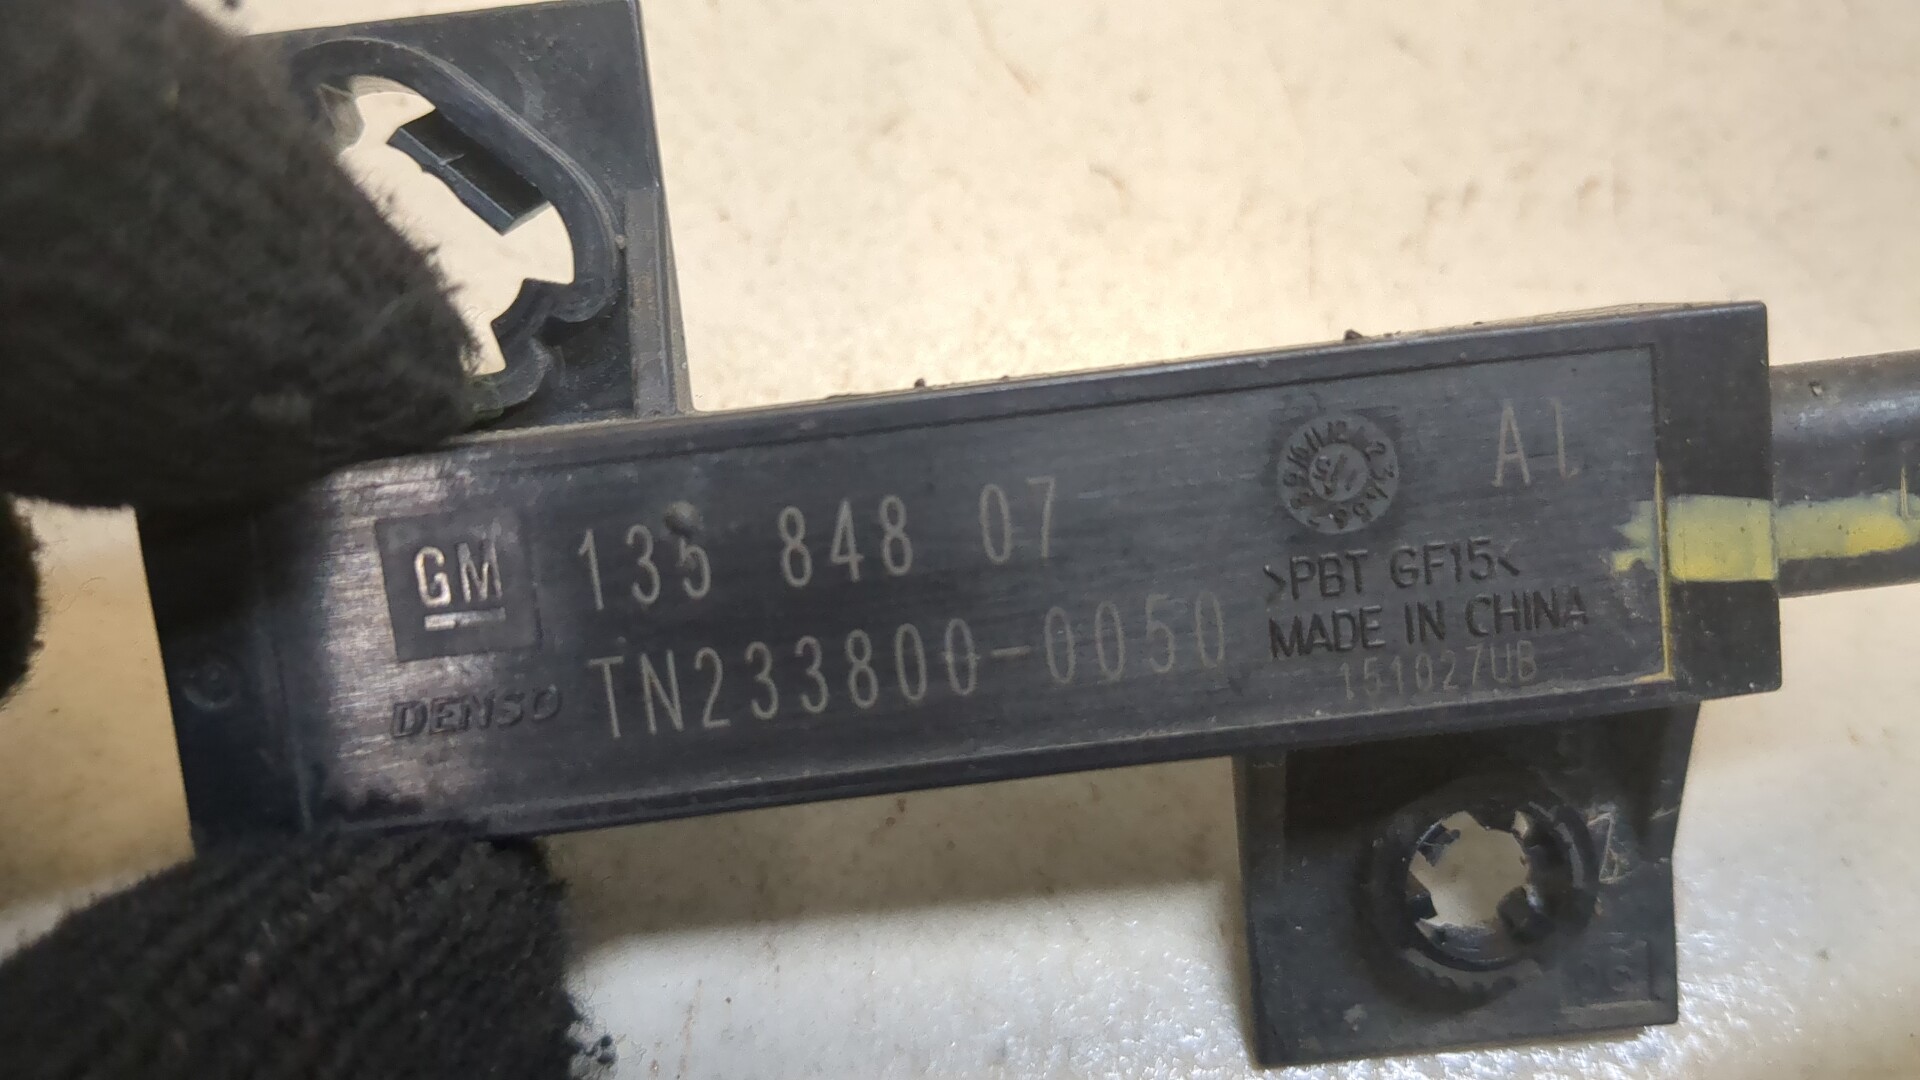 GM 135 848 07
DENSO TN233800-0050
A1
>PBT GF15<
MADE IN CHINA
151027UB